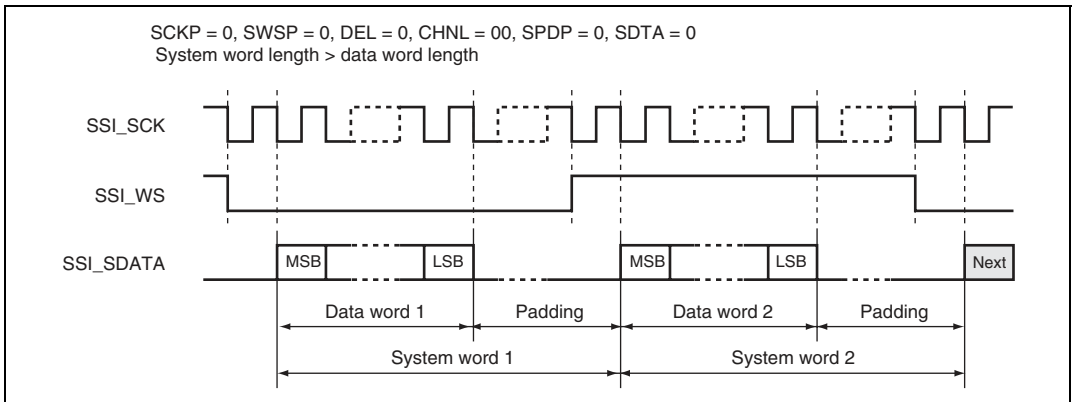 SCKP = 0, SWSP = 0, DEL = 0, CHNL = 00, SPDP = 0, SDTA = 0
System word length > data word length
SSI_SCK
SSI_WS
SSI_SDATA
MSB
LSB
MSB
LSB
Next
Data word 1
Padding
Data word 2
Padding
System word 1
System word 2